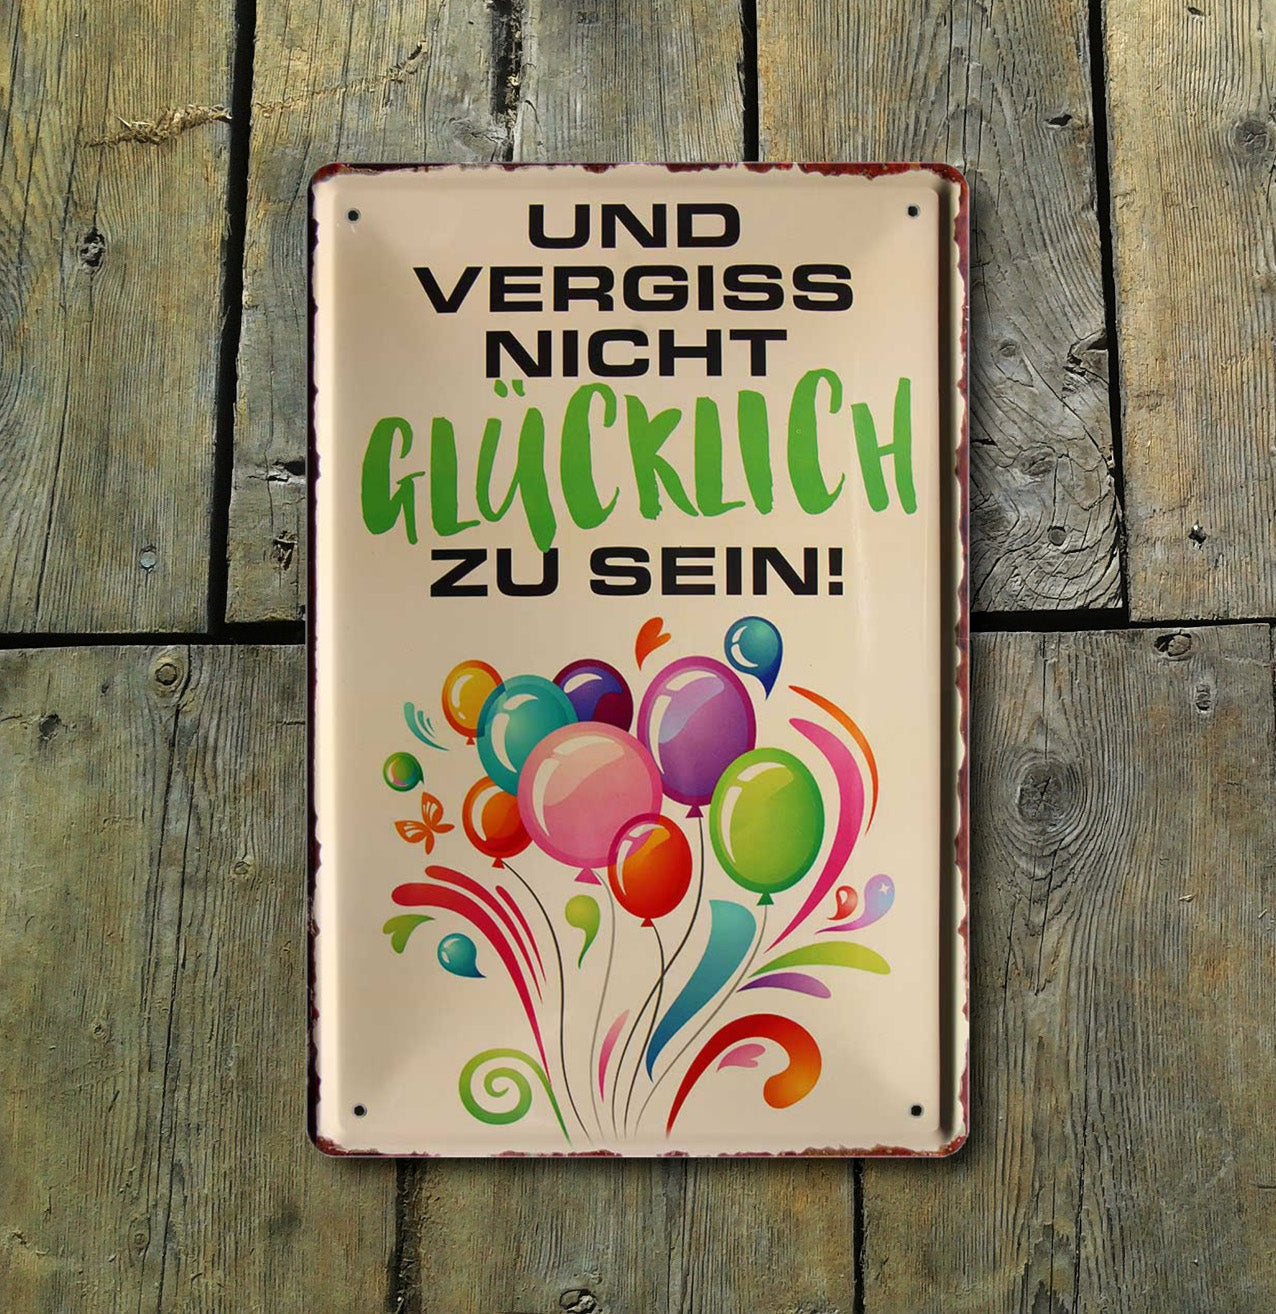 UND
VERGISS
NICHT
GLÜCKLICH
ZU SEIN!